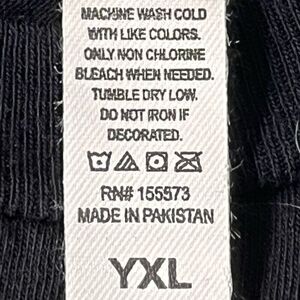 MACHINE WASH COLD
WITH LIKE COLORS.
ONLY NON CHLORINE
BLEACH WHEN NEEDED.
TUMBLE DRY LOW.
DO NOT IRON IF
DECORATED.
RN# 155573
MADE IN PAKISTAN
YXL